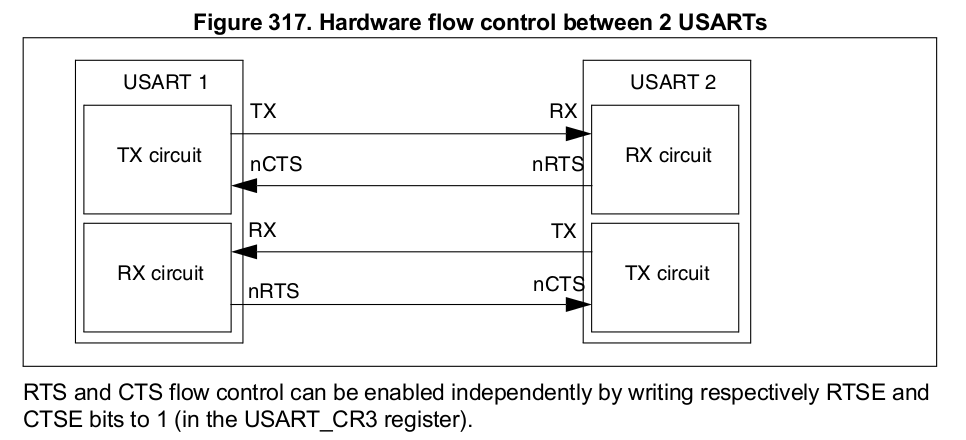 Figure 317. Hardware flow control between 2 USARTs
USART 1
USART 2
TX
RX
TX circuit
RX circuit
nCTS
nRTS
RX
TX
RX circuit
TX circuit
nRTS
nCTS
RTS and CTS flow control can be enabled independently by writing respectively RTSE and
CTSE bits to 1 (in the USART_CR3 register).